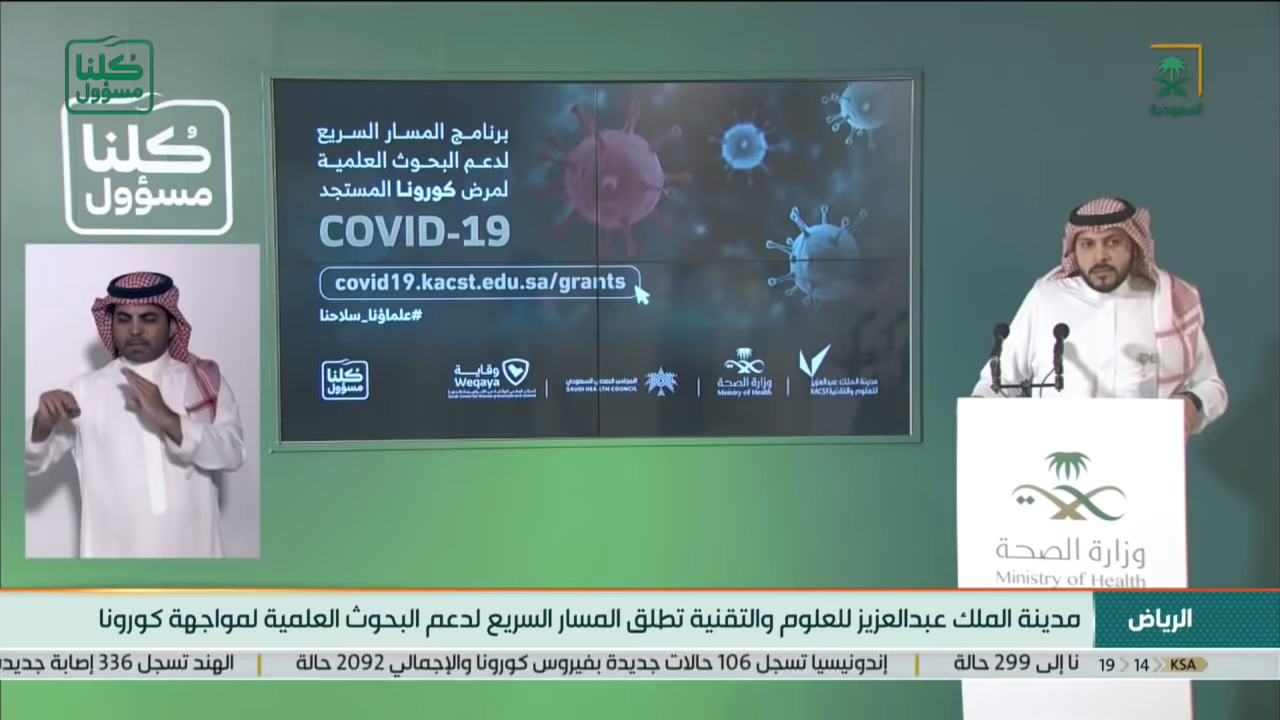 كُلنا
مسؤول
السعودية
كُلنا
مسؤول
برنامج المسار السريع
لدعم البحوث العلمية
لمرض كورونا المستجد
COVID-19
covid19.kacst.edu.sa/grants
#علماؤنا_سلاحنا
كُلنا
مسؤول
وقاية
Weqaya
المجلس الصحي السعودي
SAUDI HEALTH COUNCIL
وزارة الصحة
Ministry of Health
مدينة الملك عبدالعزيز
للعلوم والتقنية KACST
وزارة الصحة
Ministry of Health
الرياض
مدينة الملك عبدالعزيز للعلوم والتقنية تطلق المسار السريع لدعم البحوث العلمية لمواجهة كورونا
KSA 19 14
نا إلى 299 حالة | إندونيسيا تسجل 106 حالات جديدة بفيروس كورونا والإجمالي 2092 حالة | الهند تسجل 336 إصابة جديدة